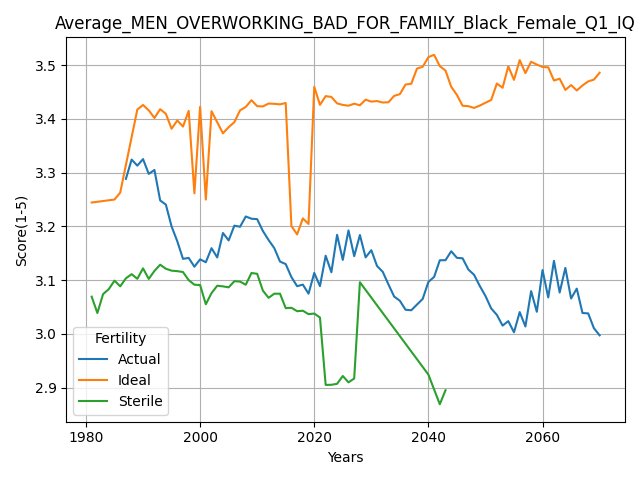 Average_MEN_OVERWORKING_BAD_FOR_FAMILY_Black_Female_Q1_IQ
Score(1-5)
3.5
3.4
3.3
3.2
3.1
3.0
2.9
Fertility
Actual
Ideal
Sterile
1980 2000 2020 2040 2060
Years